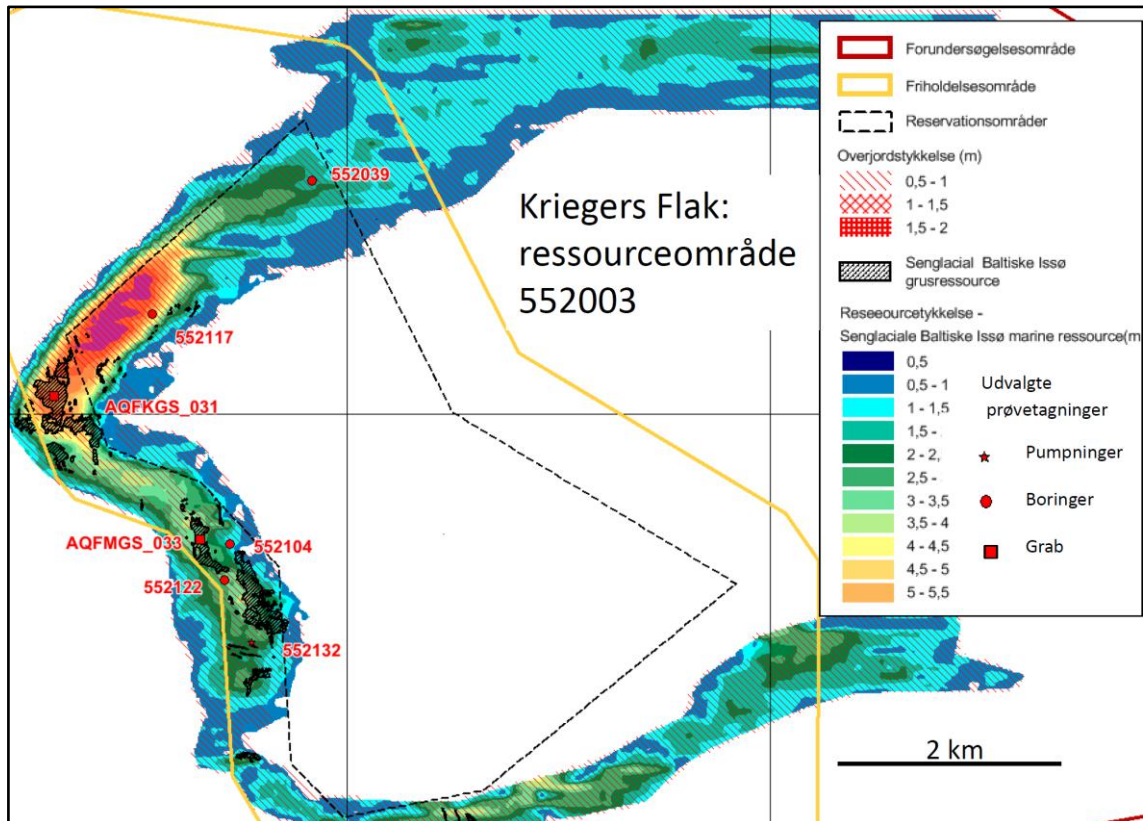 552039
Kriegers Flak:
ressourceområde
552003
552117
AQFKGS_031
AQFMGS_033
552104
552122
552132
2 km
Forundersøgelsesområde
Friholdelsesområde
Reservationsområder
Overjordstykkelse (m)
0,5 - 1
1 - 1,5
1,5 - 2
Senglacial Baltiske Issø
grusressource
Reseeourcetykkelse -
Senglaciale Baltiske Issø marine ressource(m
0,5
0,5 - 1
1 - 1,5
1,5 -
2 - 2,
2,5 -
3 - 3,5
3,5 - 4
4 - 4,5
4,5 - 5
5 - 5,5
Udvalgte
prøvetagninger
Pumpninger
Boringer
Grab